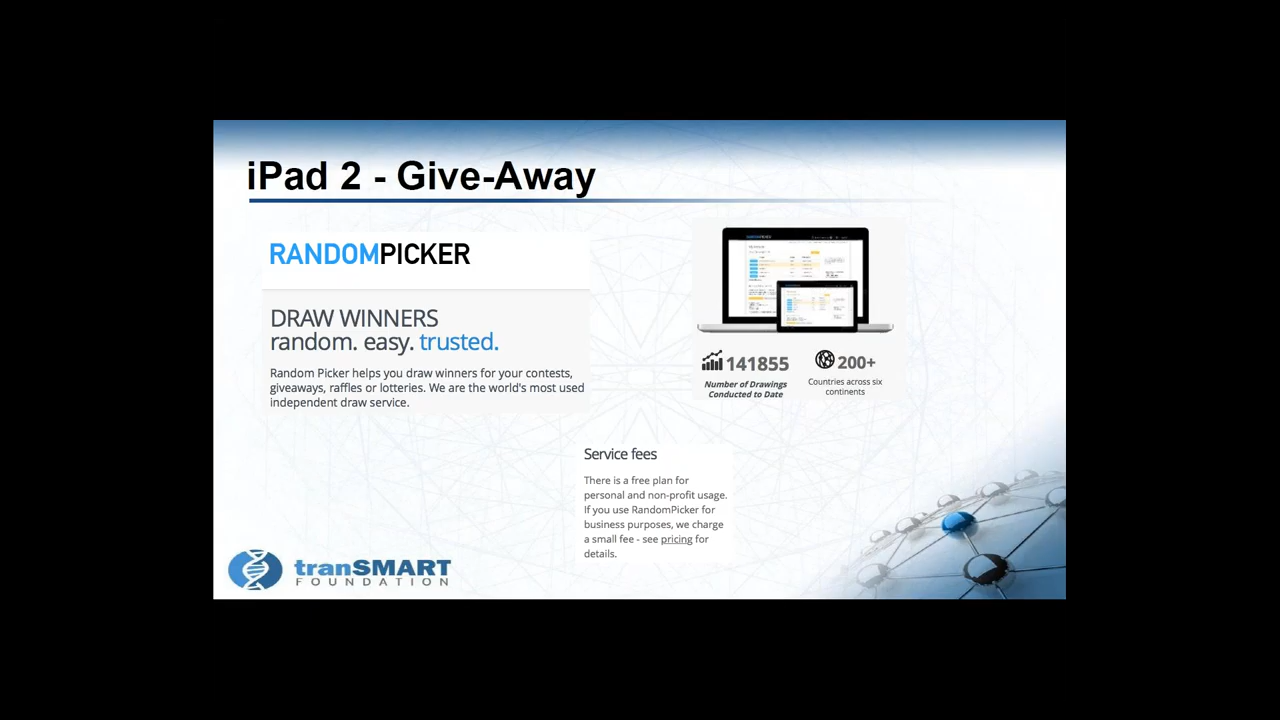 iPad 2 - Give-Away
RANDOMPICKER
DRAW WINNERS
random. easy. trusted.
Random Picker helps you draw winners for your contests,
giveaways, raffles or lotteries. We are the world's most used
independent draw service.
141855
Number of Drawings
Conducted to Date
200+
Countries across six
continents
Service fees
There is a free plan for
personal and non-profit usage.
If you use RandomPicker for
business purposes, we charge
a small fee - see pricing for
details.
tranSMART
FOUNDATION